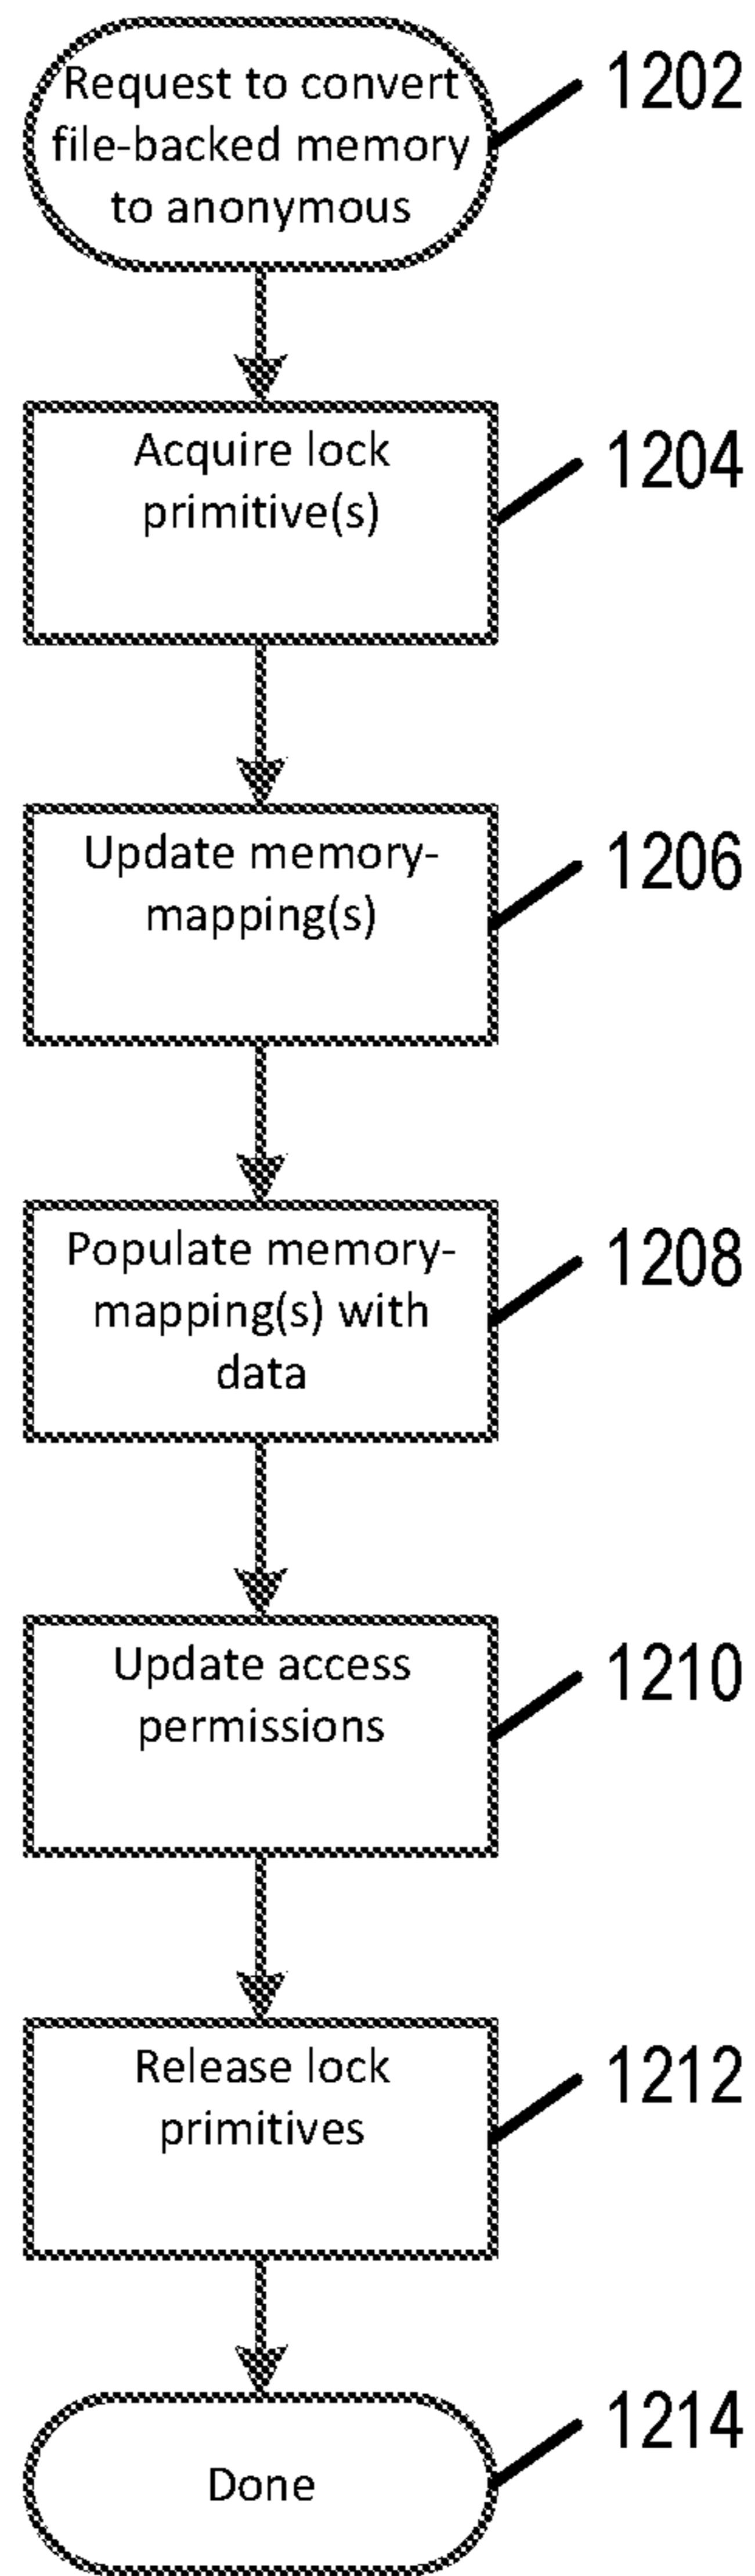 Request to convert
file-backed memory
to anonymous
1202
Acquire lock
primitive(s)
1204
Update memory-
mapping(s)
1206
Populate memory-
mapping(s) with
data
1208
Update access
permissions
1210
Release lock
primitives
1212
Done
1214